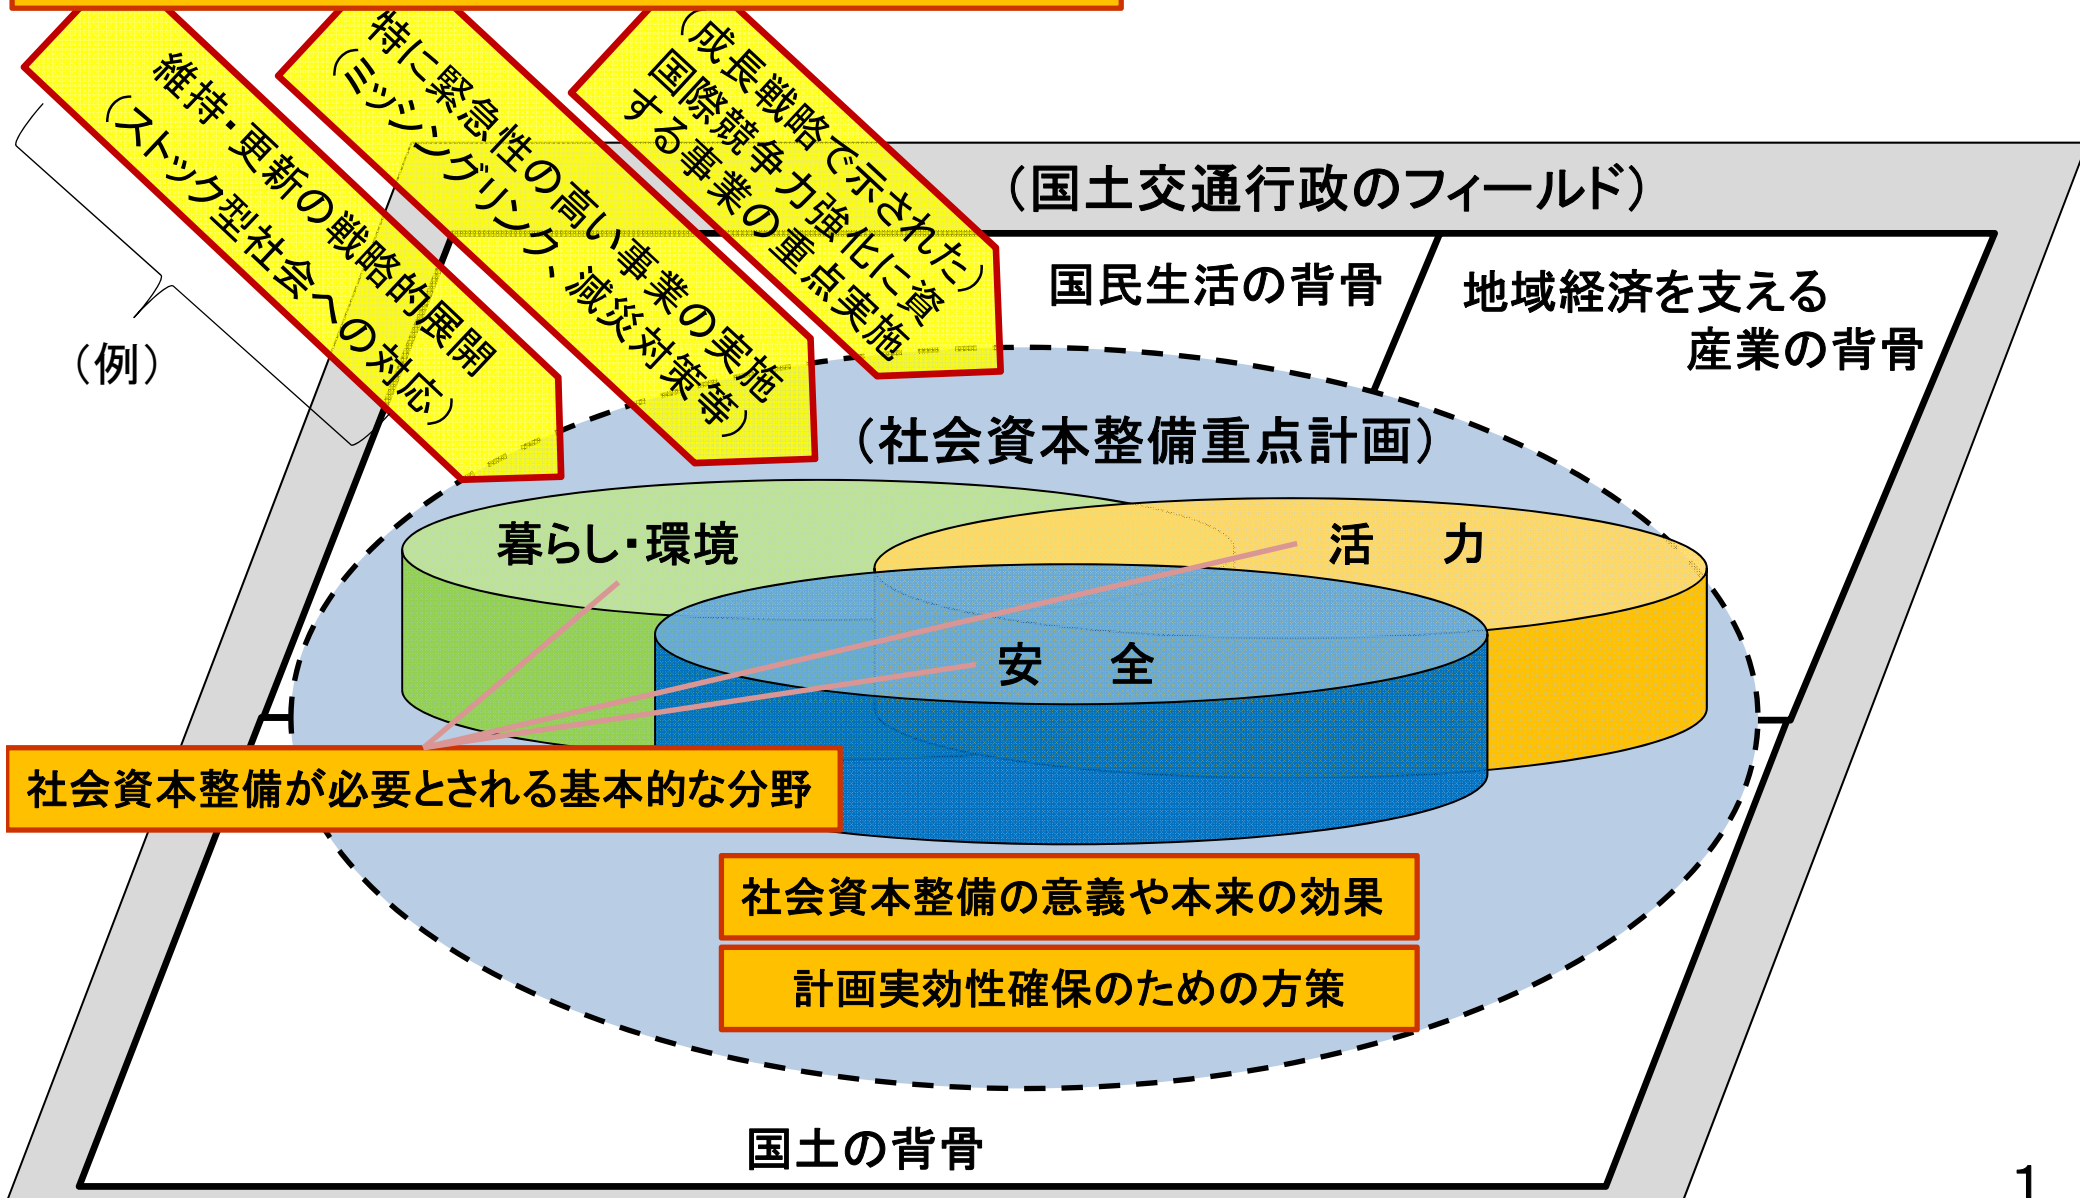 維持・更新の戦略的展開
（ストック型社会への対応）
特に緊急性の高い事業の実施
（ミッシングリンク、減災対策等）
（成長戦略で示された）
国際競争力強化に資
する事業の重点実施
（例）
（国土交通行政のフィールド）
国民生活の背骨
地域経済を支える
産業の背骨
（社会資本整備重点計画）
暮らし・環境
活　力
安　全
社会資本整備が必要とされる基本的な分野
社会資本整備の意義や本来の効果
計画実効性確保のための方策
国土の背骨
1